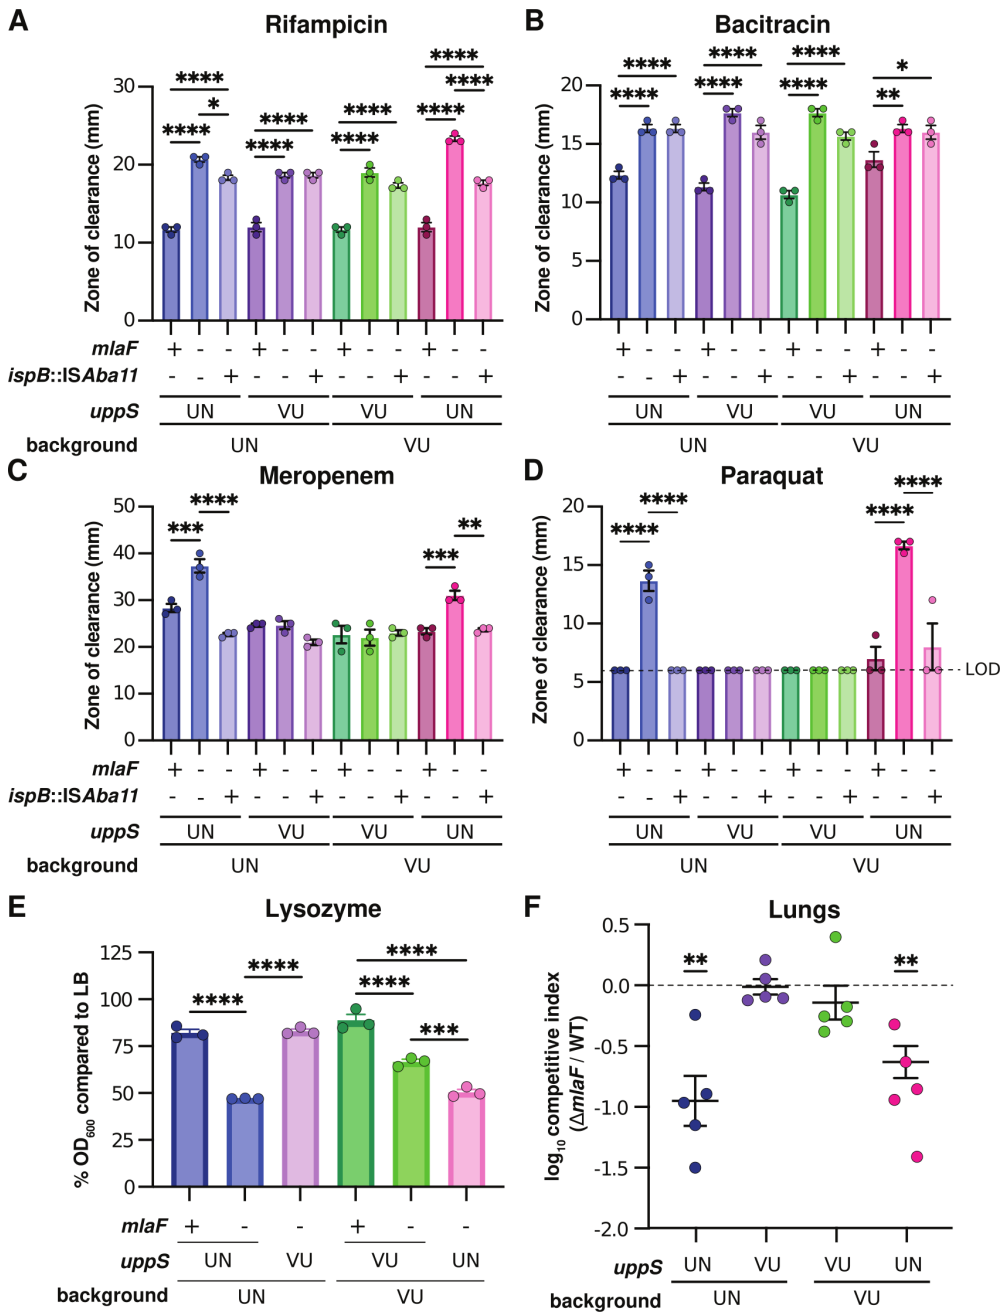 A
Rifampicin
Zone of clearance (mm)
30
20
10
0
**** * **** **** **** **** **** **** **** ****
mlaF + - - + - - + - - + - -
ispB::ISAba11 - - + - - + - - + - - +
uppS UN VU VU UN
background UN VU
B
Bacitracin
Zone of clearance (mm)
20
15
10
5
0
**** **** **** **** **** **** * **
+ - - + - - + - - + - -
- - + - - + - - + - - +
UN VU VU UN
UN VU
C
Meropenem
Zone of clearance (mm)
50
40
30
20
10
0
*** **** *** **
mlaF + - - + - - + - - + - -
ispB::ISAba11 - - + - - + - - + - - +
uppS UN VU VU UN
background UN VU
D
Paraquat
Zone of clearance (mm)
20
15
10
5
0
**** **** **** ****
LOD
+ - - + - - + - - + - -
- - + - - + - - + - - +
UN VU VU UN
UN VU
E
Lysozyme
% OD600 compared to LB
125
100
75
50
25
0
**** **** **** **** ***
mlaF + - - + - -
uppS UN VU VU UN
background UN VU
F
Lungs
log10 competitive index
(ΔmlaF / WT)
0.5
0.0
-0.5
-1.0
-1.5
-2.0
** **
uppS UN VU VU UN
background UN VU